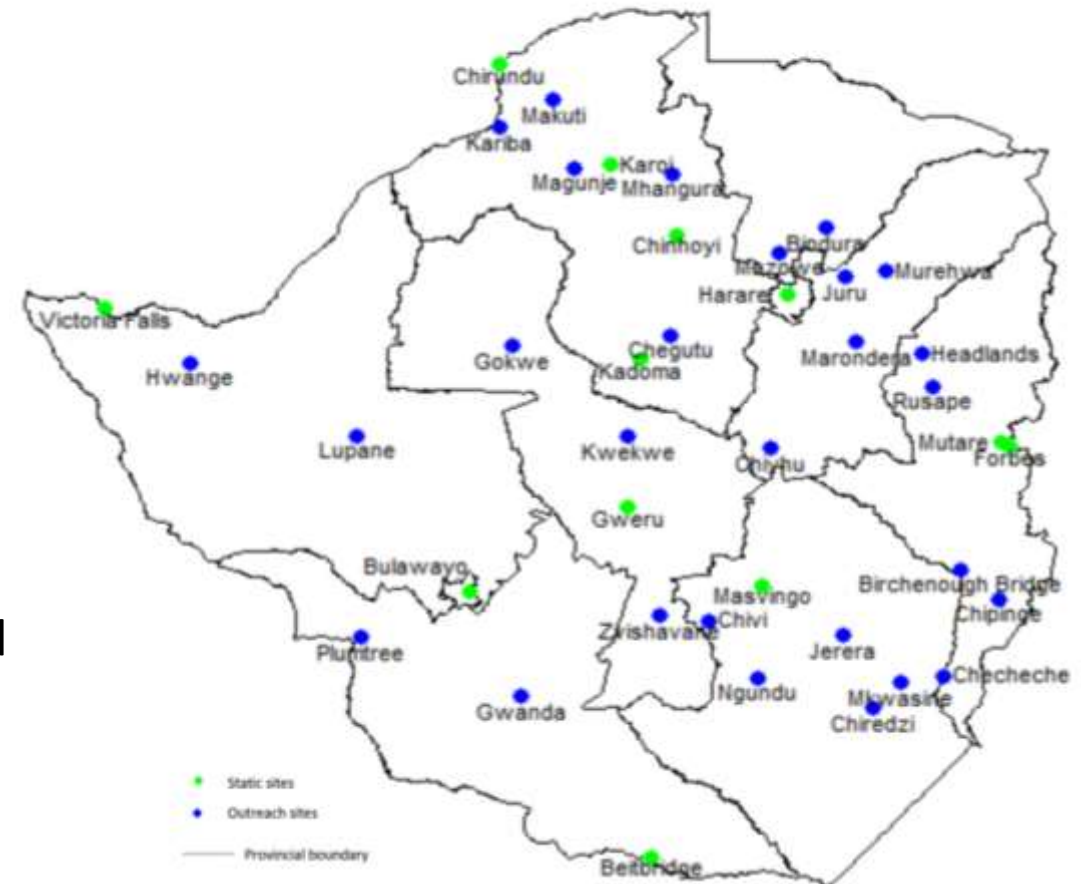 Chirundu
Makuti
Kariba
Karoi
Magunje
Mhangura
Chinhoyi
Bindura
Mazowe
Murehwa
Harare
Juru
Victoria Falls
Hwange
Gokwe
Chegutu
Kadoma
Marondera
Headlands
Rusape
Lupane
Kwekwe
Chivhu
Mutare
Forbes
Gweru
Bulawayo
Masvingo
Birchenough Bridge
Chipinge
Zvishavane
Chivi
Plumtree
Jerera
Ngundu
Checheche
Mkwasine
Gwanda
Chiredzi
Static sites
Outreach sites
Provincial boundary
Beitbridge